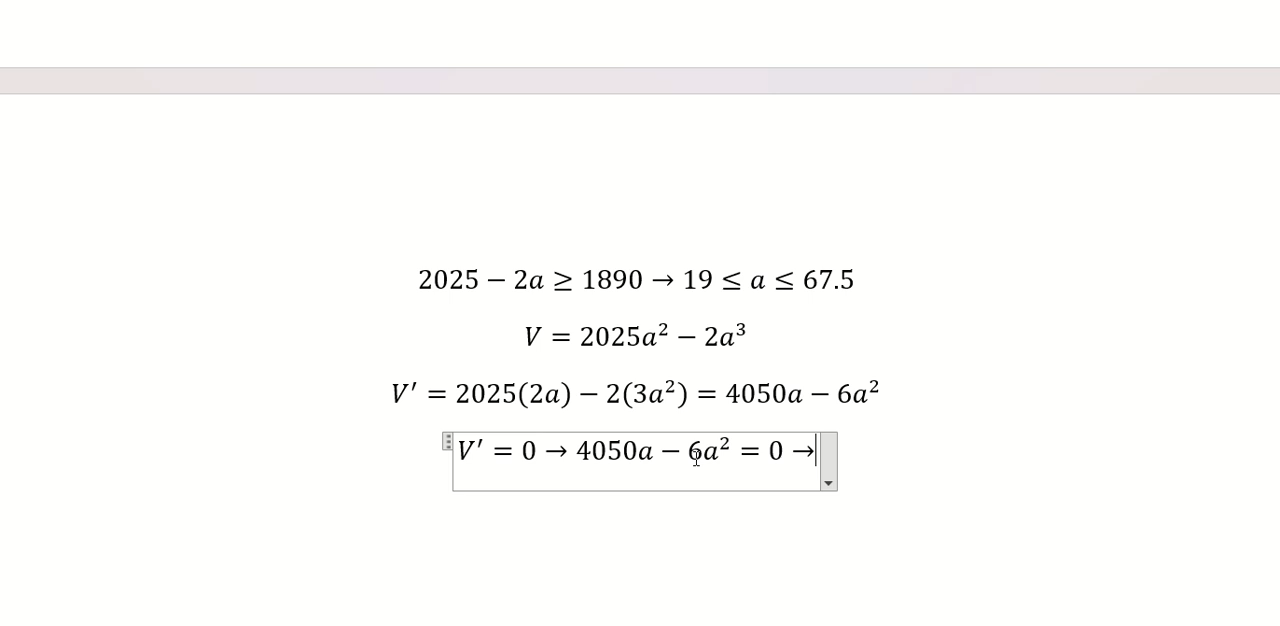 2025 − 2a ≥ 1890 → 19 ≤ a ≤ 67.5
V = 2025a² − 2a³
V′ = 2025(2a) − 2(3a²) = 4050a − 6a²
V′ = 0 → 4050a − 6a² = 0 →